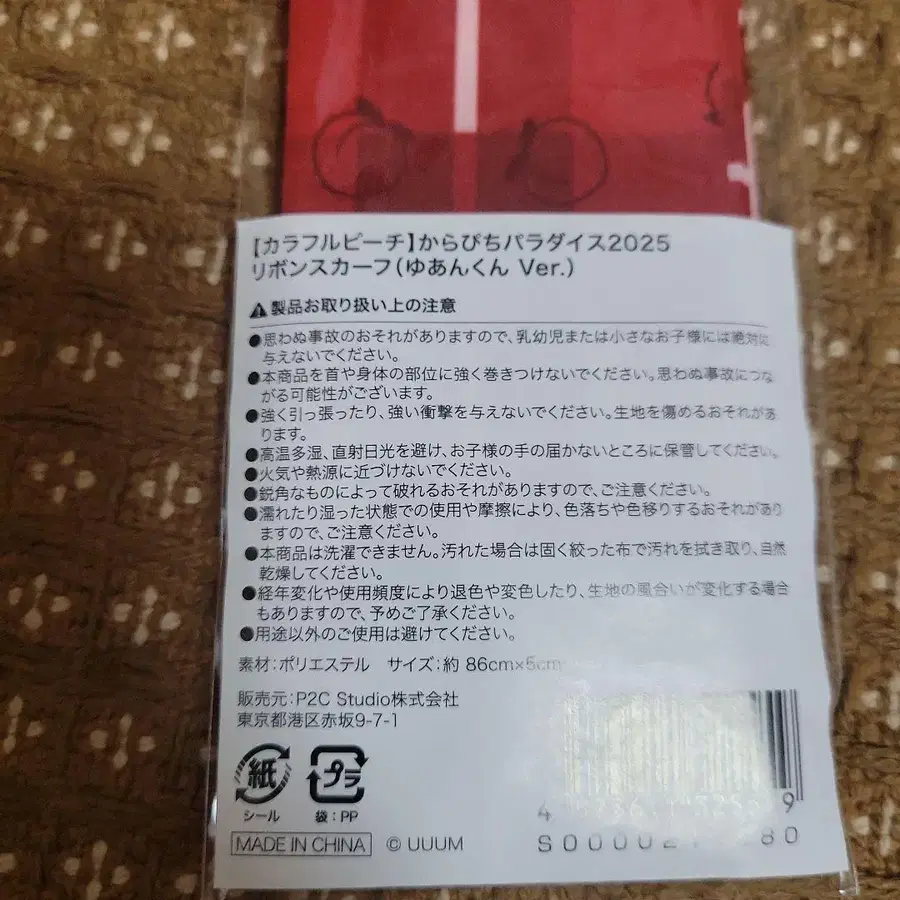 【カラフルピーチ】からぴちパラダイス2025
リボンスカーフ(ゆあんくん Ver.)
製品お取り扱い上の注意
●思わぬ事故のおそれがありますので、乳幼児または小さなお子様には絶対に
与えないでください。
●本商品を首や身体の部位に強く巻きつけないでください。思わぬ事故につな
がる可能性がございます。
●強く引っ張ったり、強い衝撃を与えないでください。生地を傷めるおそれがあ
ります。
●高温多湿、直射日光を避け、お子様の手の届かないところに保管してください。
●火気や熱源に近づけないでください。
●鋭角なものによって破れるおそれがありますので、ご注意ください。
●濡れたり湿った状態での使用や摩擦により、色落ちや色移りするおそれがあり
ますので、ご注意ください。
●本商品は洗濯できません。汚れた場合は固く絞った布で汚れを拭き取り、自然
乾燥してください。
●経年変化や使用頻度により退色や変色したり、生地の風合いが変化する場合
もありますので、予めご了承ください。
●用途以外のご使用は避けてください。
素材:ポリエステル サイズ:約 86cm×5cm
販売元:P2C Studio株式会社
東京都港区赤坂9-7-1
紙 プラ
シール 袋:PP
MADE IN CHINA © UUUM